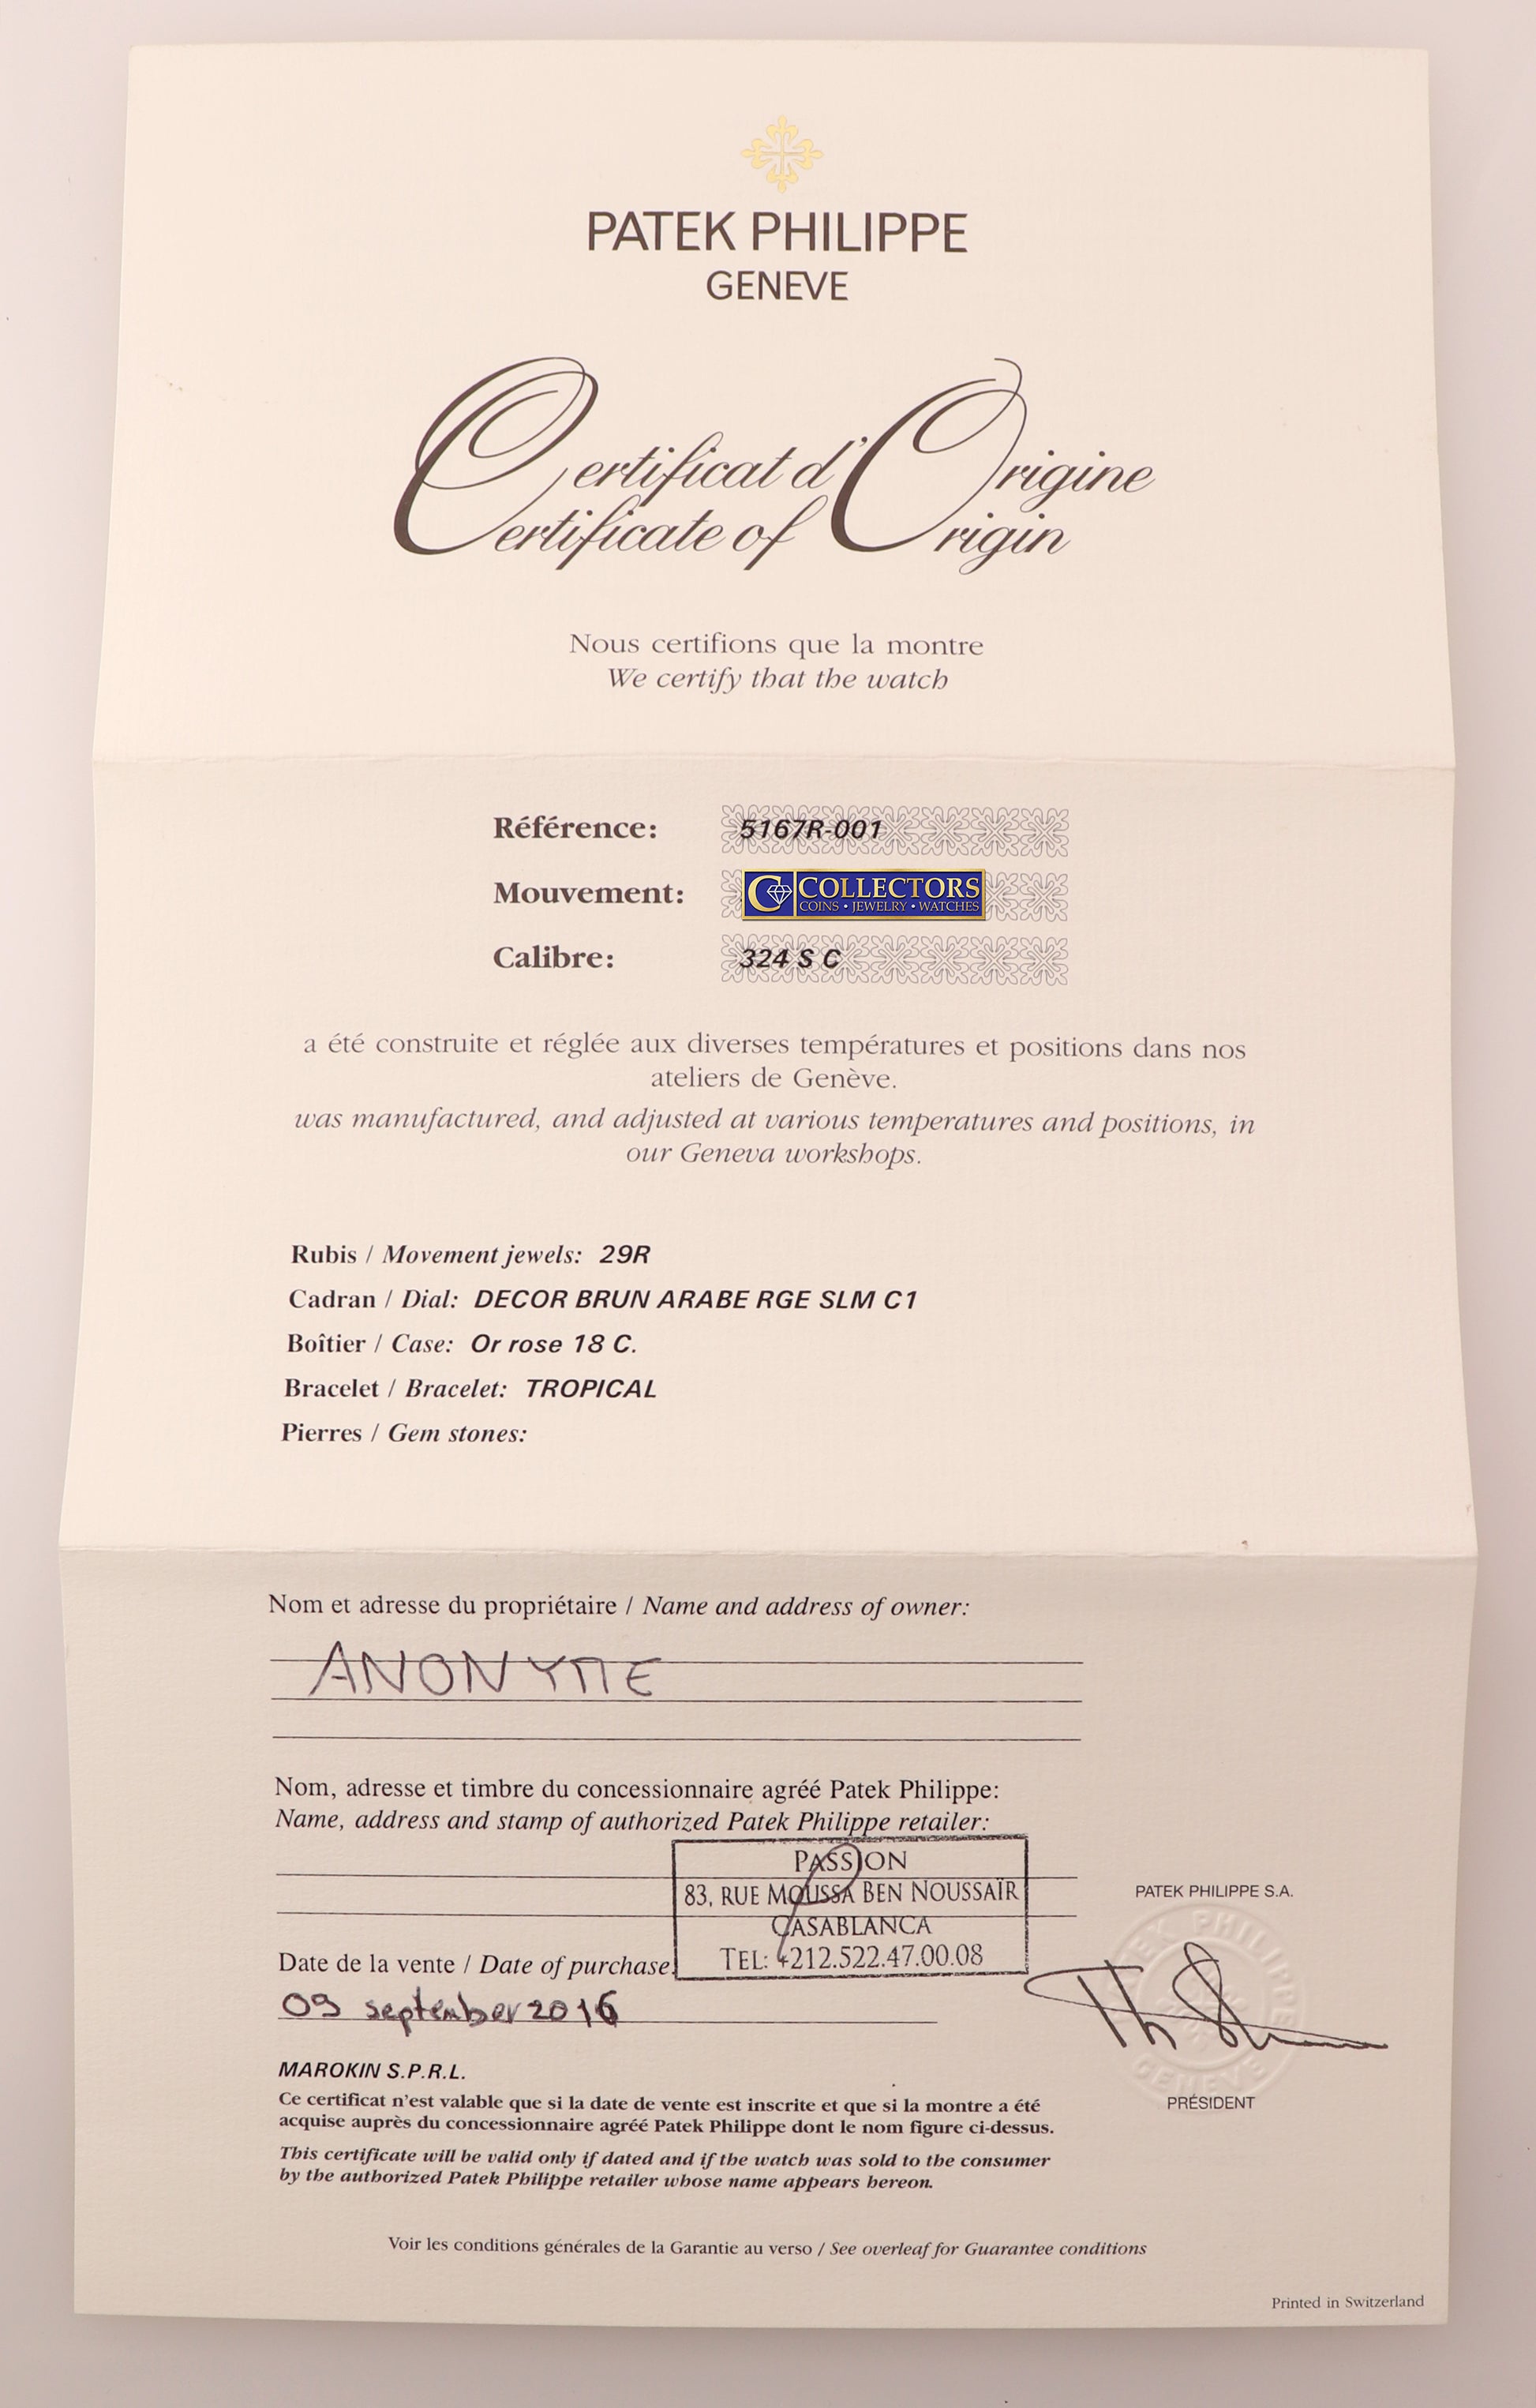 PATEK PHILIPPE
GENEVE
Certificat d'Origine
Certificate of Origin
Nous certifions que la montre
We certify that the watch
Référence: 5167R-001
Mouvement: COLLECTORS
COINS • JEWELRY • WATCHES
Calibre: 324 S C
a été construite et réglée aux diverses températures et positions dans nos
ateliers de Genève.
was manufactured, and adjusted at various temperatures and positions, in
our Geneva workshops.
Rubis / Movement jewels: 29R
Cadran / Dial: DECOR BRUN ARABE RGE SLM C1
Boîtier / Case: Or rose 18 C.
Bracelet / Bracelet: TROPICAL
Pierres / Gem stones:
Nom et adresse du propriétaire / Name and address of owner:
ANONYME
Nom, adresse et timbre du concessionnaire agréé Patek Philippe:
Name, address and stamp of authorized Patek Philippe retailer:
PASSION
83, RUE MOUSSA BEN NOUSSAÏR
CASABLANCA
TEL: +212.522.47.00.08
PATEK PHILIPPE S.A.
PATEK PHILIPPE
GENEVE
Date de la vente / Date of purchase:
09 september 2016
PRÉSIDENT
MAROKIN S.P.R.L.
Ce certificat n'est valable que si la date de vente est inscrite et que si la montre a été
acquise auprès du concessionnaire agréé Patek Philippe dont le nom figure ci-dessus.
This certificate will be valid only if dated and if the watch was sold to the consumer
by the authorized Patek Philippe retailer whose name appears hereon.
Voir les conditions générales de la Garantie au verso / See overleaf for Guarantee conditions
Printed in Switzerland